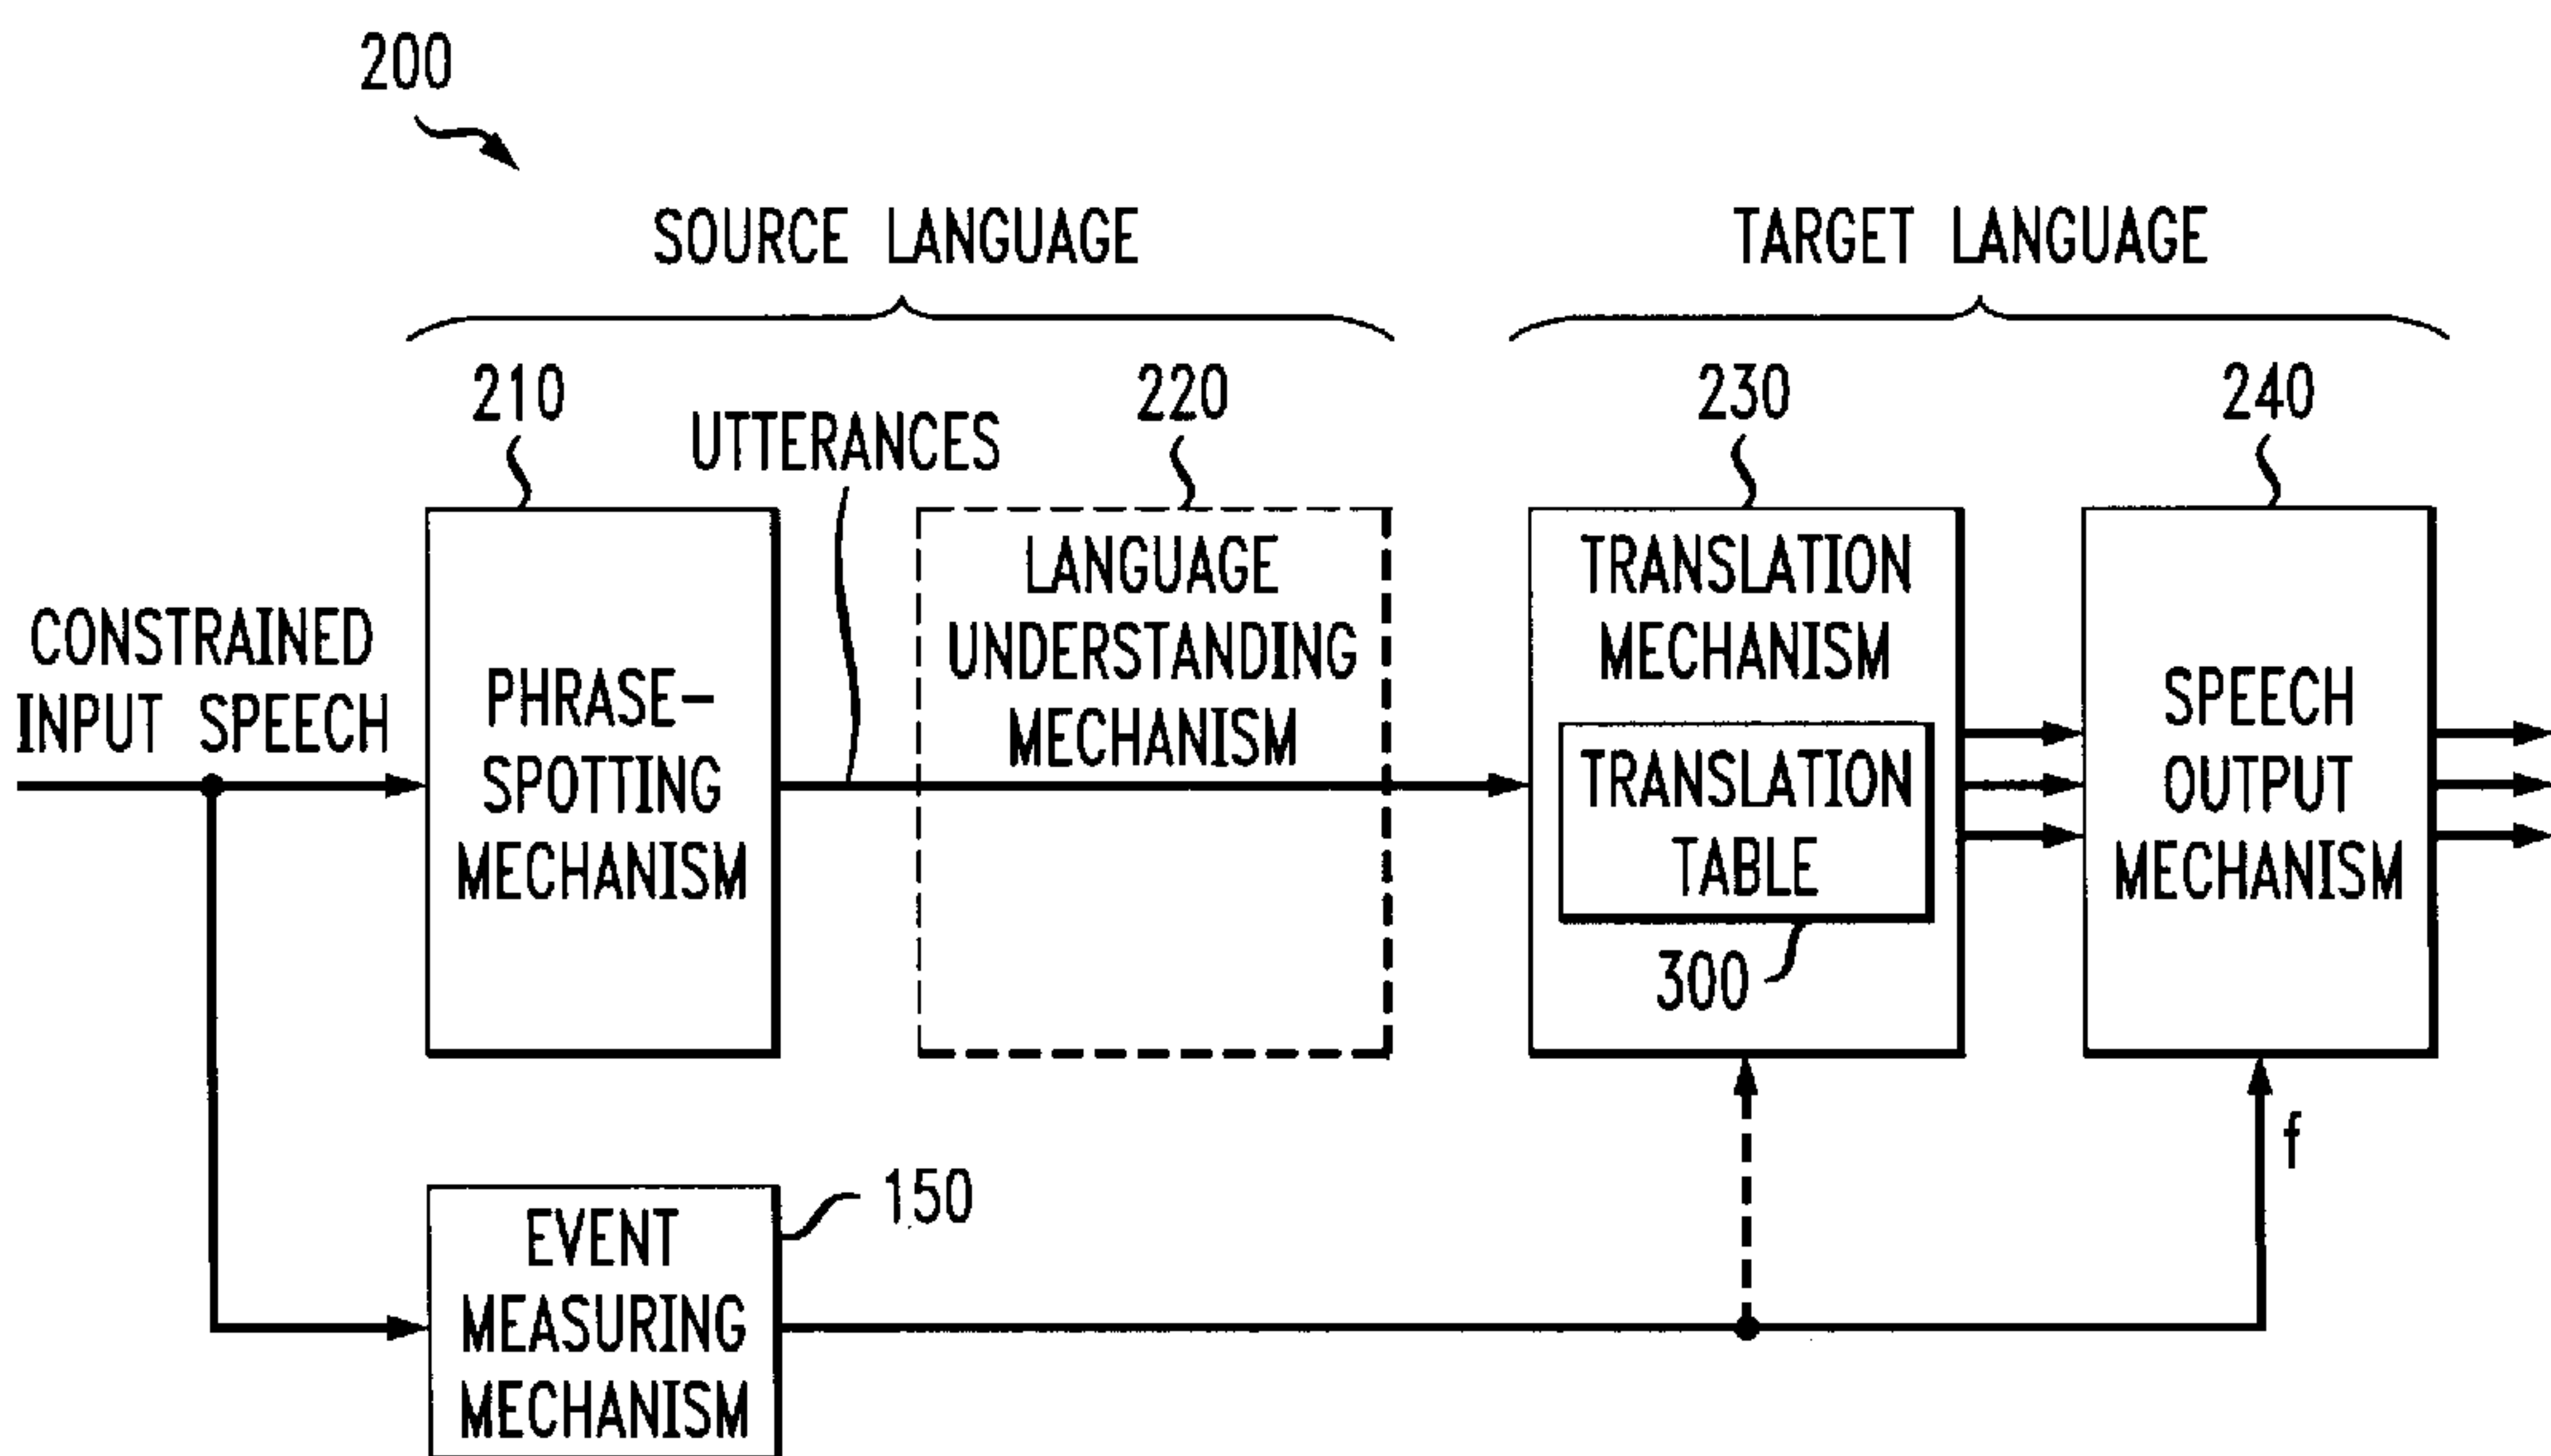 200
SOURCE LANGUAGE
TARGET LANGUAGE
210
UTTERANCES
220
230
240
CONSTRAINED
INPUT SPEECH
PHRASE-
SPOTTING
MECHANISM
LANGUAGE
UNDERSTANDING
MECHANISM
TRANSLATION
MECHANISM
TRANSLATION
TABLE
300
SPEECH
OUTPUT
MECHANISM
f
EVENT
MEASURING
MECHANISM
150